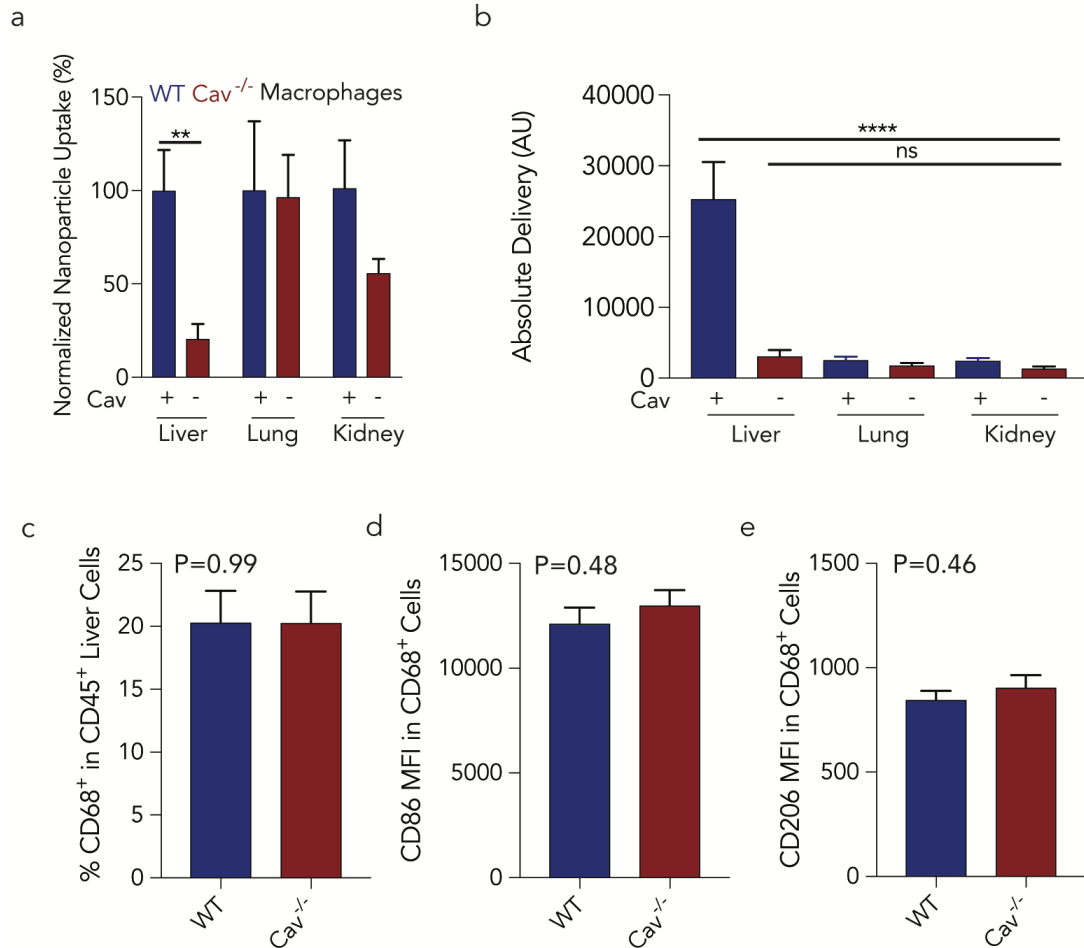 a
b
WT Cav⁻/⁻ Macrophages
Normalized Nanoparticle Uptake (%)
150
100
50
0
**
Cav + - + - + -
Liver Lung Kidney
Absolute Delivery (AU)
40000
30000
20000
10000
0
****
ns
Cav + - + - + -
Liver Lung Kidney
c
d
e
% CD68⁺ in CD45⁺ Liver Cells
25
20
15
10
5
0
P=0.99
WT Cav⁻/⁻
CD86 MFI in CD68⁺ Cells
15000
10000
5000
0
P=0.48
WT Cav⁻/⁻
CD206 MFI in CD68⁺ Cells
1500
1000
500
0
P=0.46
WT Cav⁻/⁻